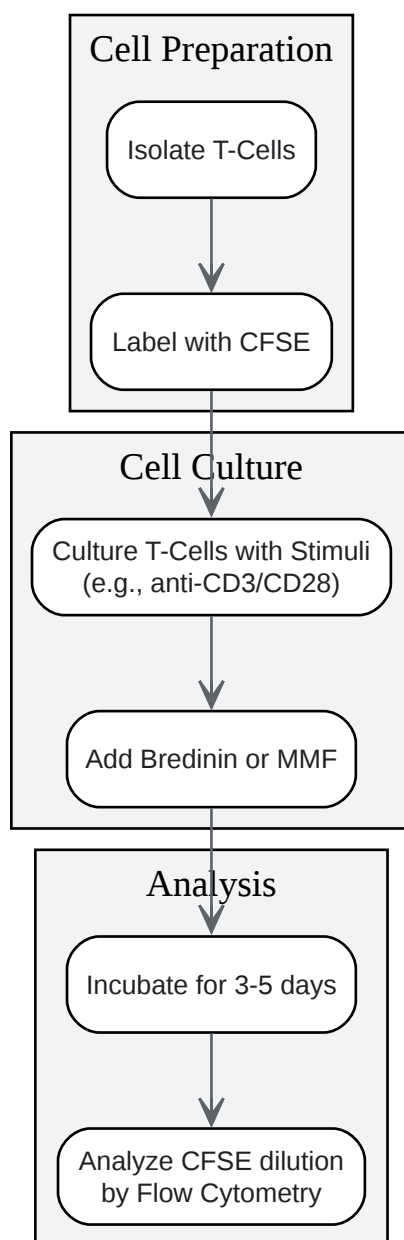 Cell Preparation
Isolate T-Cells
Label with CFSE
Cell Culture
Culture T-Cells with Stimuli
(e.g., anti-CD3/CD28)
Add Bredinin or MMF
Analysis
Incubate for 3-5 days
Analyze CFSE dilution
by Flow Cytometry